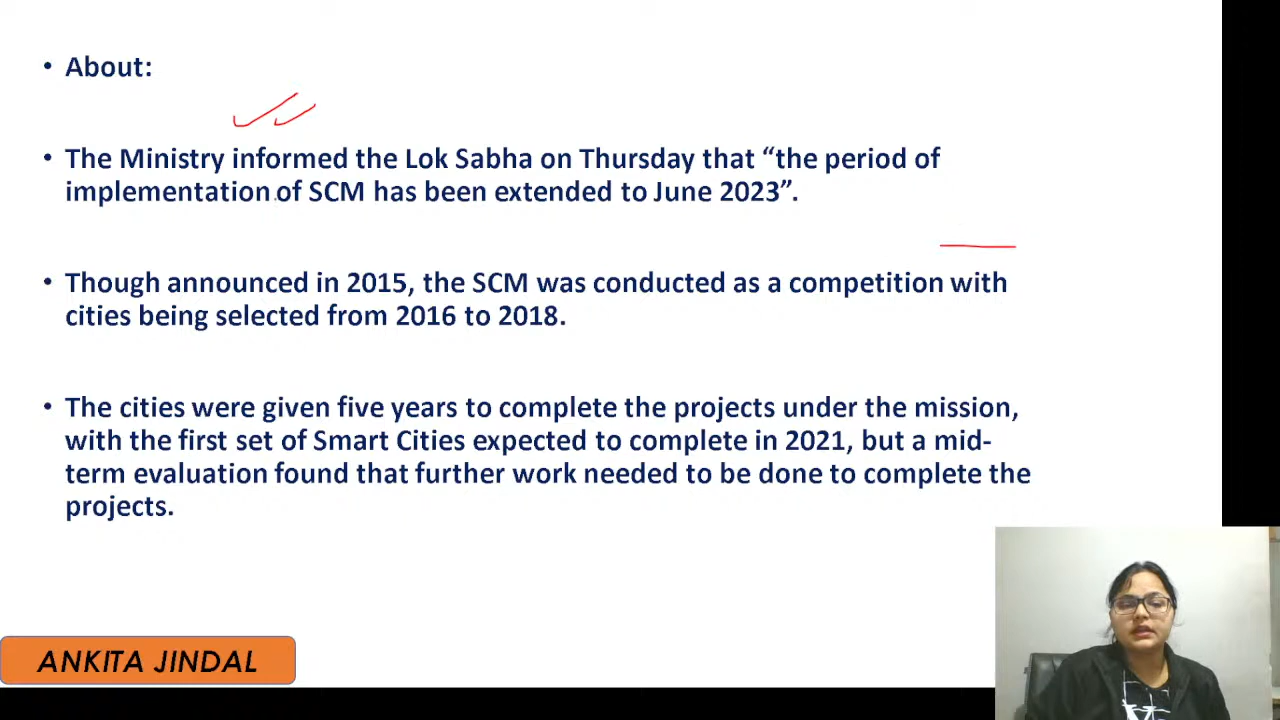 • About:
• The Ministry informed the Lok Sabha on Thursday that “the period of
implementation of SCM has been extended to June 2023”.
• Though announced in 2015, the SCM was conducted as a competition with
cities being selected from 2016 to 2018.
• The cities were given five years to complete the projects under the mission,
with the first set of Smart Cities expected to complete in 2021, but a mid-
term evaluation found that further work needed to be done to complete the
projects.
ANKITA JINDAL